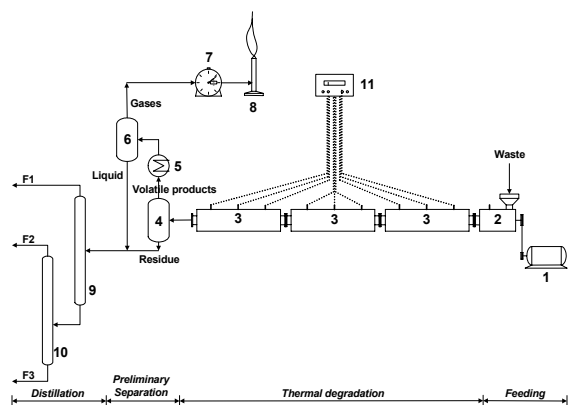 7
8
11
Gases
6
5
Waste
Liquid
Volatile products
F1
4
3
3
3
2
F2
Residue
1
9
10
F3
Distillation
Preliminary
Separation
Thermal degradation
Feeding